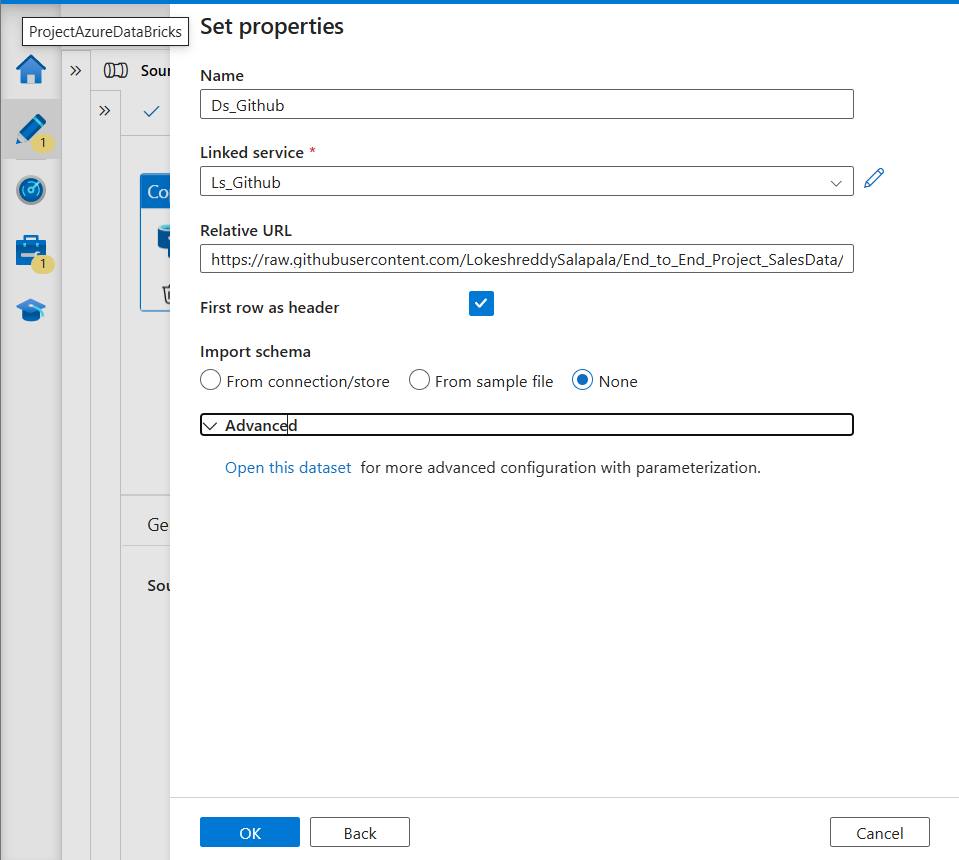 ProjectAzureDataBricks
Set properties
Sour
Name
Ds_Github
1
Linked service *
Ls_Github
Relative URL
https://raw.githubusercontent.com/LokeshreddySalapala/End_to_End_Project_SalesData/
1
First row as header
Import schema
From connection/store
From sample file
None
Advanced
Open this dataset for more advanced configuration with parameterization.
Ge
Sou
OK
Back
Cancel